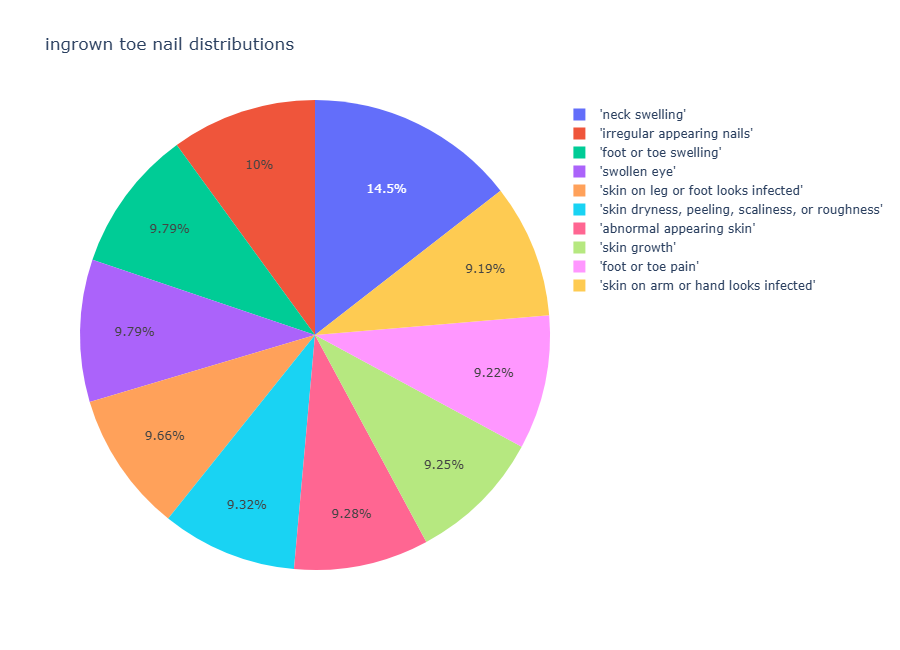 ingrown toe nail distributions
14.5%
10%
9.79%
9.79%
9.66%
9.32%
9.28%
9.25%
9.22%
9.19%
'neck swelling'
'irregular appearing nails'
'foot or toe swelling'
'swollen eye'
'skin on leg or foot looks infected'
'skin dryness, peeling, scaliness, or roughness'
'abnormal appearing skin'
'skin growth'
'foot or toe pain'
'skin on arm or hand looks infected'